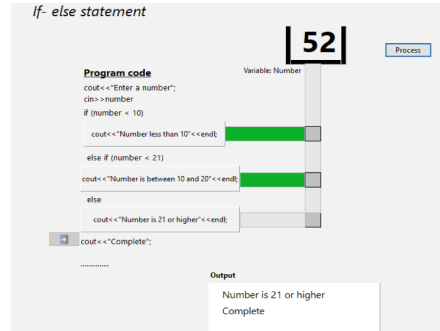 If- else statement
52
Process
Program code
Variable: Number
cout<<"Enter a number";
cin>>number
if (number < 10)
cout<<"Number less than 10"<<endl;
else if (number < 21)
cout<<"Number is between 10 and 20"<<endl;
else
cout<<"Number is 21 or higher"<<endl;
cout<<"Complete";
..............
Output
Number is 21 or higher
Complete